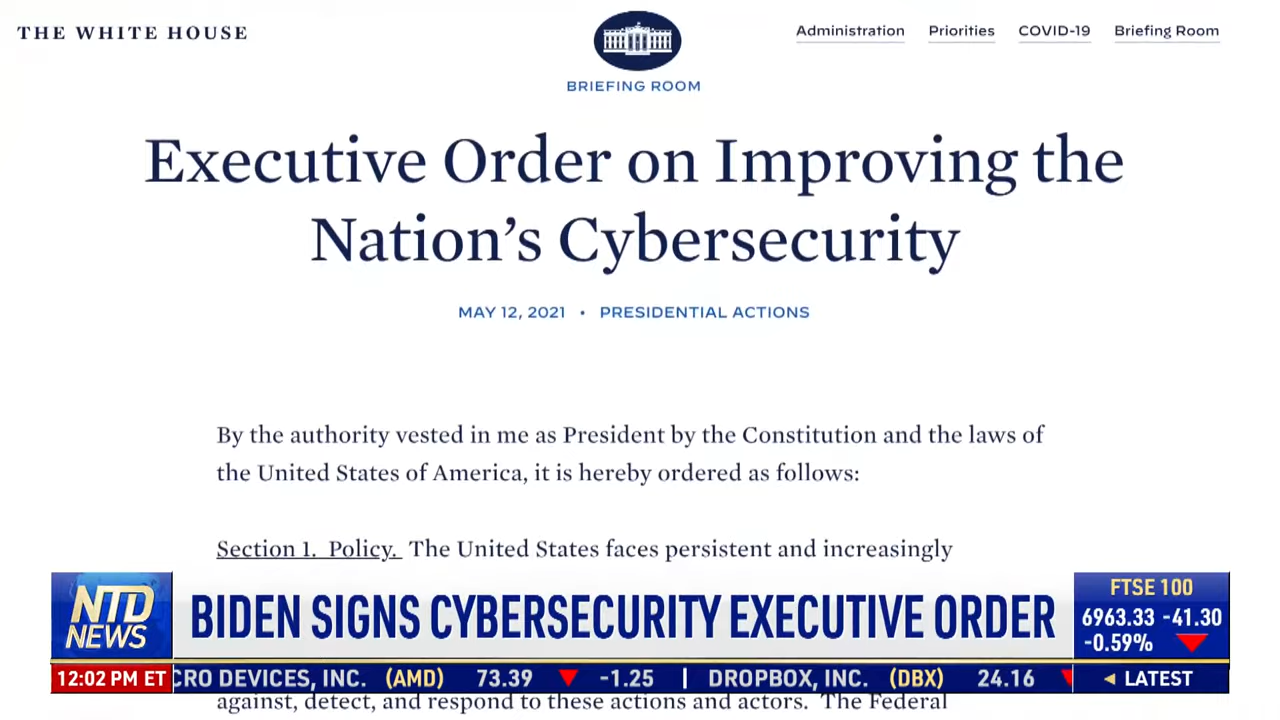 THE WHITE HOUSE
Administration Priorities COVID-19 Briefing Room
BRIEFING ROOM
Executive Order on Improving the
Nation’s Cybersecurity
MAY 12, 2021 • PRESIDENTIAL ACTIONS
By the authority vested in me as President by the Constitution and the laws of
the United States of America, it is hereby ordered as follows:
Section 1. Policy. The United States faces persistent and increasingly
NTD
NEWS
BIDEN SIGNS CYBERSECURITY EXECUTIVE ORDER
FTSE 100
6963.33 -41.30
-0.59%
12:02 PM ET
CRO DEVICES, INC. (AMD) 73.39 ▼ -1.25 | DROPBOX, INC. (DBX) 24.16
◄ LATEST
against, detect, and respond to these actions and actors. The Federal